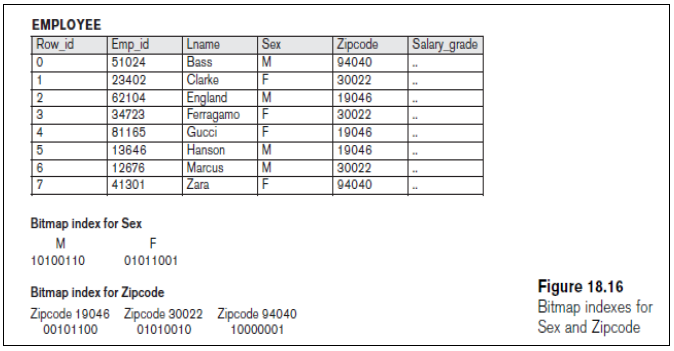 EMPLOYEE
Row_id Emp_id Lname Sex Zipcode Salary_grade
0 51024 Bass M 94040 ..
1 23402 Clarke F 30022 ..
2 62104 England M 19046 ..
3 34723 Ferragamo F 30022 ..
4 81165 Gucci F 19046 ..
5 13646 Hanson M 19046 ..
6 12676 Marcus M 30022 ..
7 41301 Zara F 94040 ..
Bitmap index for Sex
M F
10100110 01011001
Bitmap index for Zipcode
Zipcode 19046 Zipcode 30022 Zipcode 94040
00101100 01010010 10000001
Figure 18.16
Bitmap indexes for
Sex and Zipcode